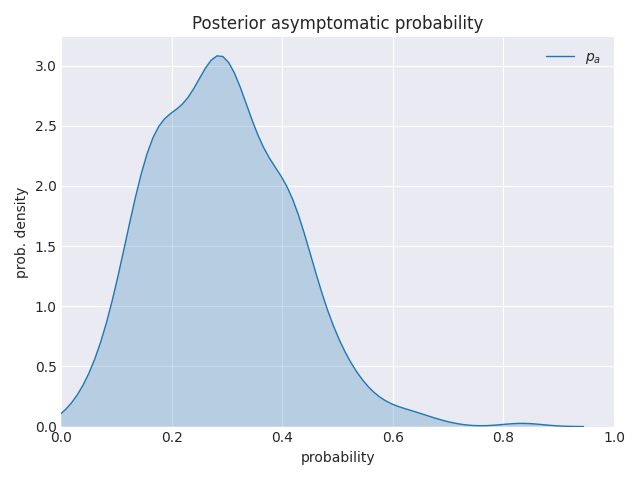 Posterior asymptomatic probability
pₐ
prob. density
3.0
2.5
2.0
1.5
1.0
0.5
0.0
0.0 0.2 0.4 0.6 0.8 1.0
probability